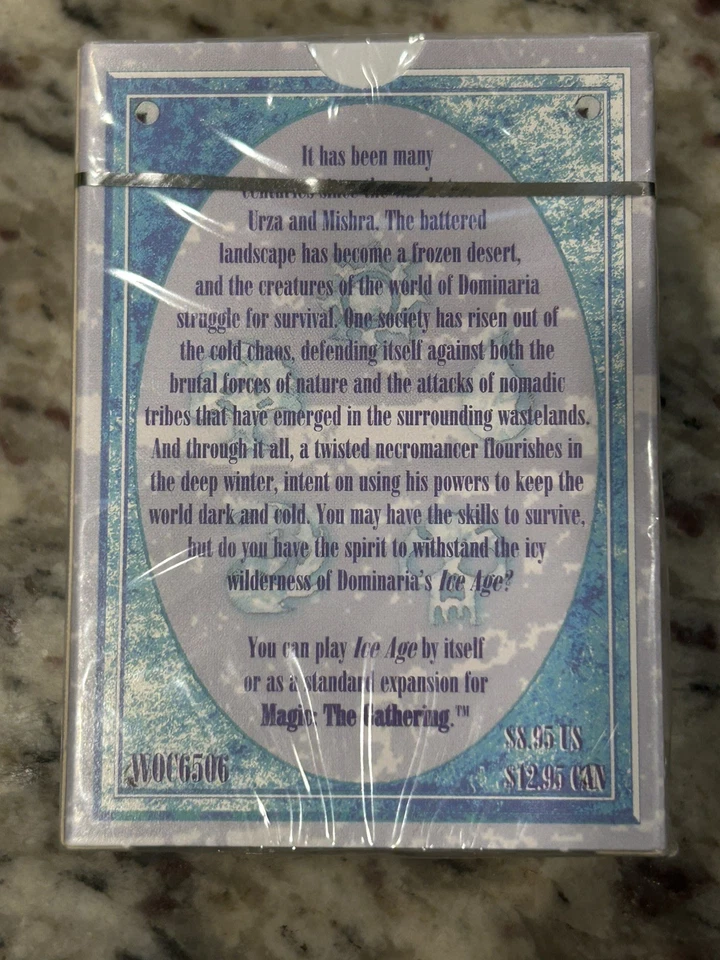 It has been many
centuries since the
Urza and Mishra. The battered
landscape has become a frozen desert,
and the creatures of the world of Dominaria
struggle for survival. One society has risen out of
the cold chaos, defending itself against both the
brutal forces of nature and the attacks of nomadic
tribes that have emerged in the surrounding wastelands.
And through it all, a twisted necromancer flourishes in
the deep winter, intent on using his powers to keep the
world dark and cold. You may have the skills to survive,
but do you have the spirit to withstand the icy
wilderness of Dominaria's Ice Age?
You can play Ice Age by itself
or as a standard expansion for
Magic: The Gathering.™
$8.95 US
WOC6506 $12.95 CAN